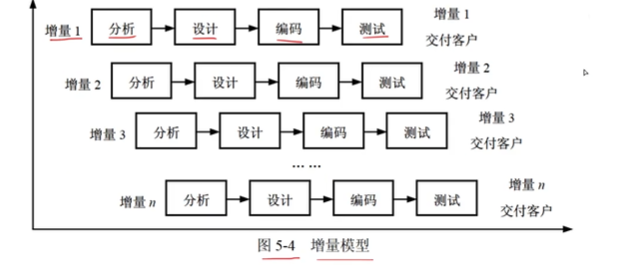 增量 1 分析 设计 编码 测试 增量 1
交付客户
增量 2 分析 设计 编码 测试 增量 2
交付客户
增量 3 分析 设计 编码 测试 增量 3
交付客户
... ...
增量 n 分析 设计 编码 测试 增量 n
交付客户
图 5-4 增量模型